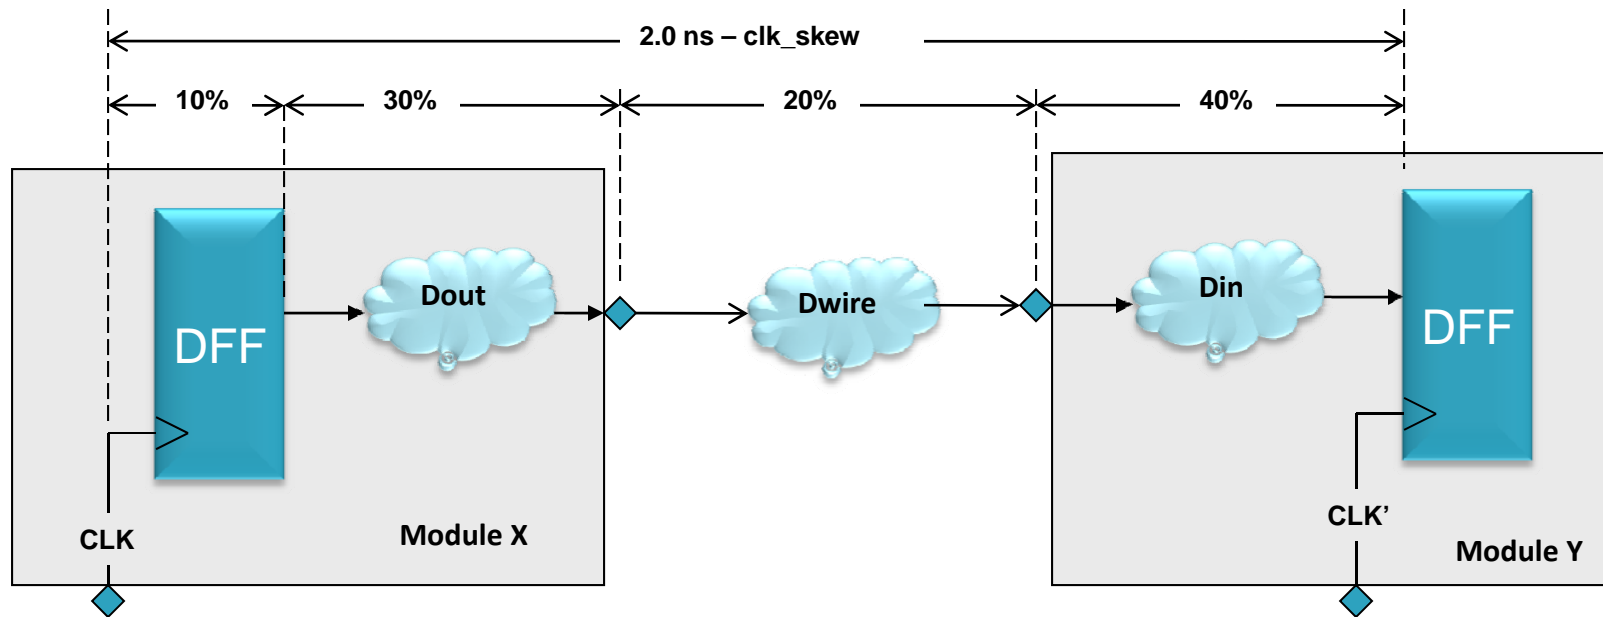 2.0 ns – clk_skew
10%
30%
20%
40%
Dout
Dwire
Din
DFF
DFF
CLK
Module X
CLK’
Module Y